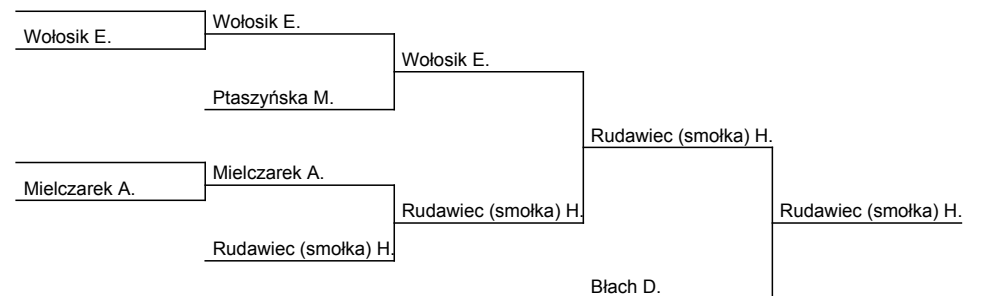 Wołosik E.
Wołosik E.
Wołosik E.
Ptaszyńska M.
Rudawiec (smołka) H.
Mielczarek A.
Mielczarek A.
Rudawiec (smołka) H.
Rudawiec (smołka) H.
Rudawiec (smołka) H.
Błach D.